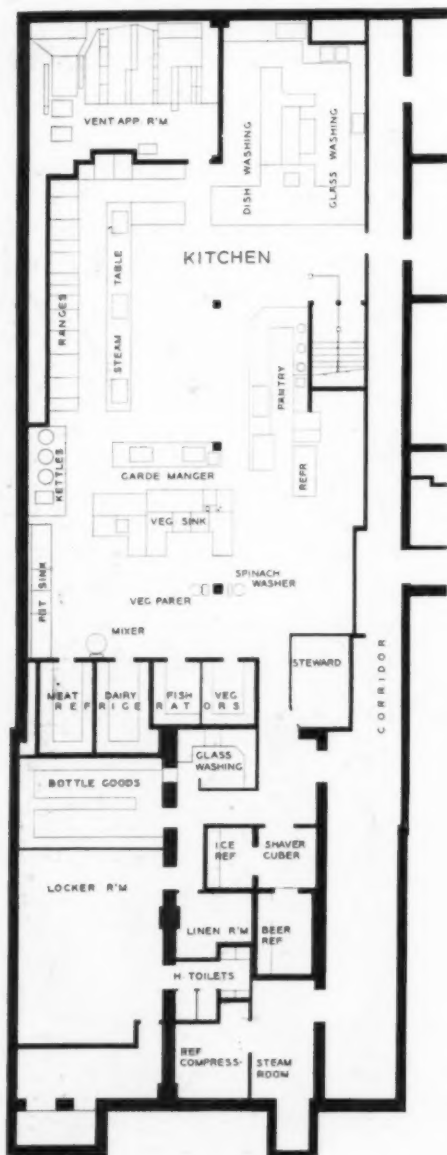 VENT APP. R'M
DISH WASHING
GLASS WASHING
KITCHEN
RANGES
STEAM TABLE
PANTRY
GARDE MANGER
KETTLES
REFR
VEG SINK
POT SINK
SPINACH
WASHER
VEG PARER
MIXER
STEWARD
CORRIDOR
MEAT DAIRY FISH VEG
REFRIGERATORS
GLASS
WASHING
BOTTLE GOODS
ICE
REF
SHAVER
CUBER
LOCKER R'M
LINEN R'M
BEER
REF
H. TOILETS
REF
COMPRESS-
STEAM
ROOM